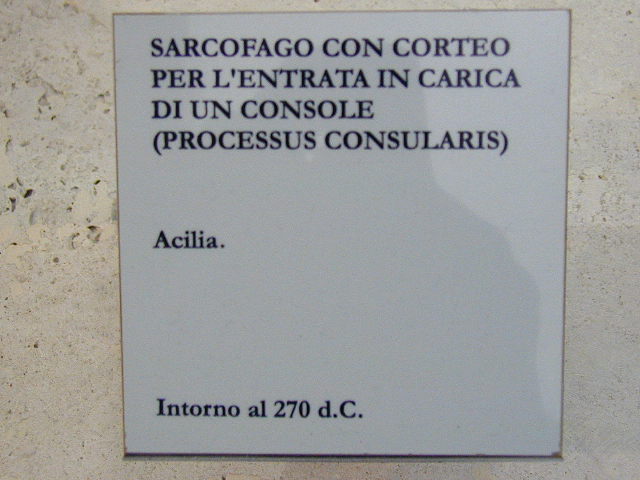 SARCOFAGO CON CORTEO
PER L'ENTRATA IN CARICA
DI UN CONSOLE
(PROCESSUS CONSULARIS)
Acilia.
Intorno al 270 d.C.